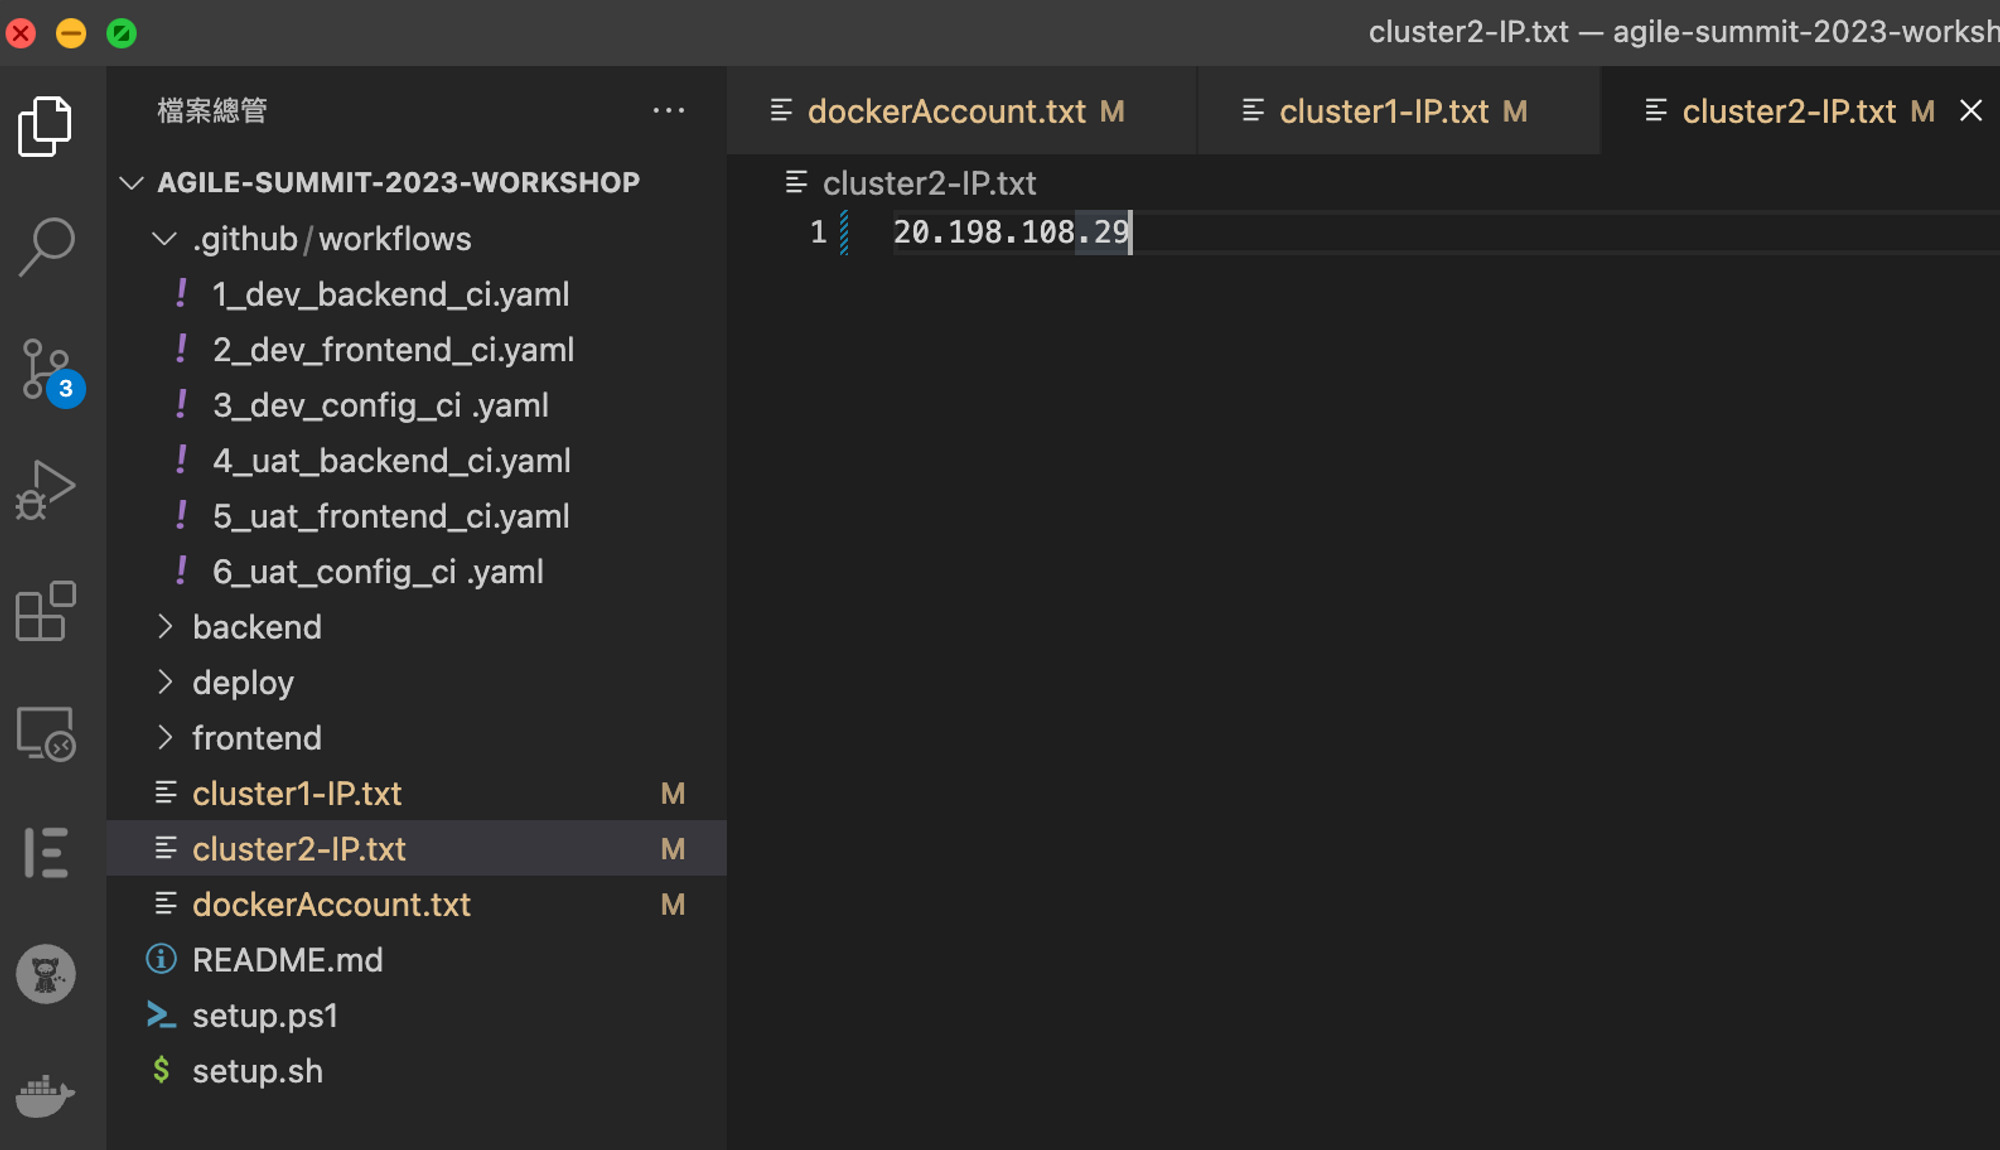 cluster2-IP.txt — agile-summit-2023-worksh
檔案總管
dockerAccount.txt M
cluster1-IP.txt M
cluster2-IP.txt M
AGILE-SUMMIT-2023-WORKSHOP
.github/workflows
! 1_dev_backend_ci.yaml
! 2_dev_frontend_ci.yaml
! 3_dev_config_ci .yaml
! 4_uat_backend_ci.yaml
! 5_uat_frontend_ci.yaml
! 6_uat_config_ci .yaml
backend
deploy
frontend
cluster1-IP.txt M
cluster2-IP.txt M
dockerAccount.txt M
README.md
setup.ps1
$ setup.sh
3
cluster2-IP.txt
1 20.198.108.29